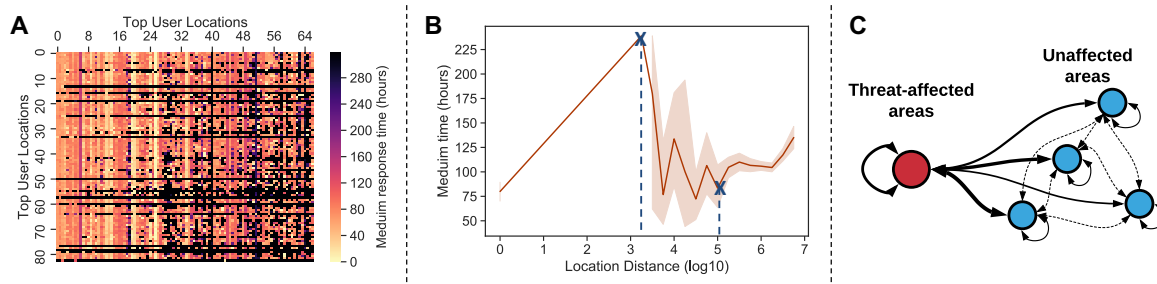 A
Top User Locations
0 8 16 24 32 40 48 56 64
Top User Locations
0
10
20
30
40
50
60
70
80
280
240
200
160
120
80
40
0
Meduim response time (hours)
B
Meduim time (hours)
225
200
175
150
125
100
75
50
X
X
0 1 2 3 4 5 6 7
Location Distance (log10)
C
Unaffected
areas
Threat-affected
areas